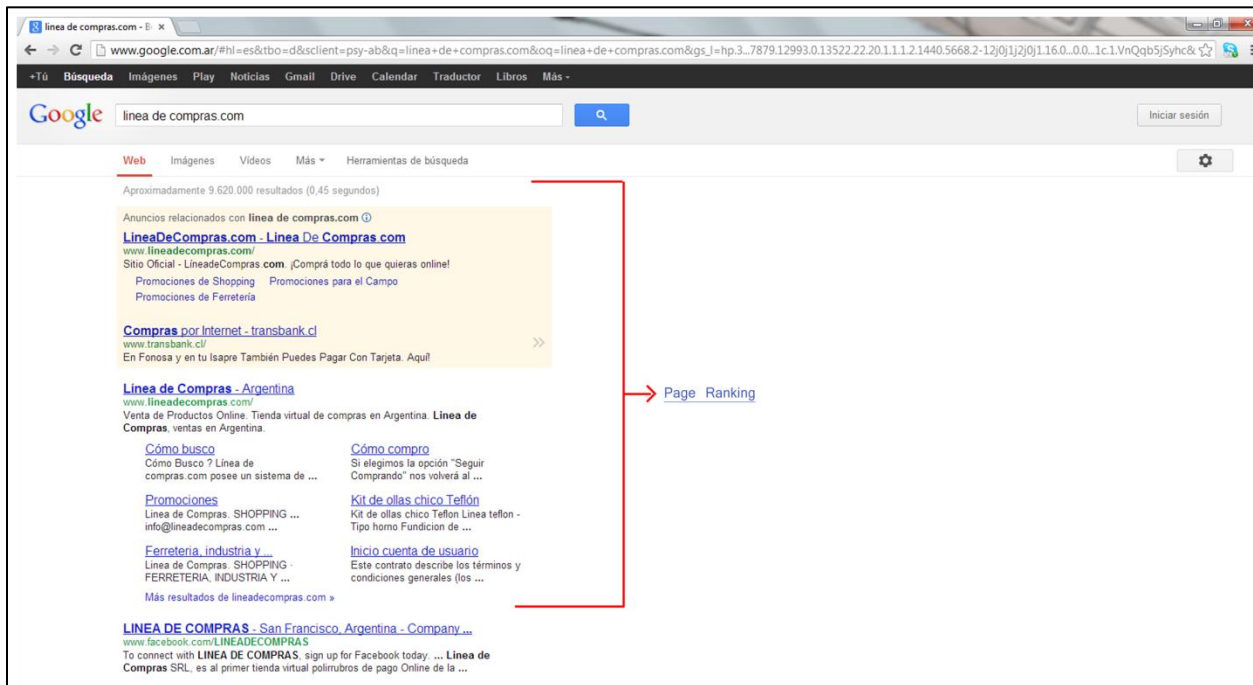 linea de compras.com - B
www.google.com.ar/#hl=es&tbo=d&sclient=psy-ab&q=linea+de+compras.com&oq=linea+de+compras.com&gs_l=hp.3...7879.12993.0.13522.22.20.1.1.1.2.1440.5668.2-12j0j1j2j0j1.16.0...0.0...1c.1.VnQqb5jSyhc&
+Tú Búsqueda Imágenes Play Noticias Gmail Drive Calendar Traductor Libros Más
Google linea de compras.com Iniciar sesión
Web Imágenes Vídeos Más Herramientas de búsqueda
Aproximadamente 9.620.000 resultados (0,45 segundos)
Anuncios relacionados con linea de compras.com
LineaDeCompras.com - Linea De Compras.com
www.lineadecompras.com/
Sitio Oficial - LíneadeCompras.com. ¡Comprá todo lo que quieras online!
Promociones de Shopping Promociones para el Campo
Promociones de Ferretería
Compras por Internet - transbank.cl
www.transbank.cl/
En Fonosa y en tu Isapre También Puedes Pagar Con Tarjeta. Aquí!
Linea de Compras - Argentina
www.lineadecompras.com/
Venta de Productos Online. Tienda virtual de compras en Argentina. Linea de
Compras, ventas en Argentina.
Cómo busco
Cómo Busco ? Línea de
compras.com posee un sistema de ...
Cómo compro
Si elegimos la opción "Seguir
Comprando" nos volverá al ...
Promociones
Linea de Compras. SHOPPING ...
info@lineadecompras.com ...
Kit de ollas chico Teflón
Kit de ollas chico Teflon Linea teflon -
Tipo horno Fundicion de ...
Ferreteria, industria y ...
Linea de Compras. SHOPPING -
FERRETERIA, INDUSTRIA Y ...
Inicio cuenta de usuario
Este contrato describe los términos y
condiciones generales (los ...
Más resultados de lineadecompras.com »
Page Ranking
LINEA DE COMPRAS - San Francisco, Argentina - Company ...
www.facebook.com/LINEADECOMPRAS
To connect with LINEA DE COMPRAS, sign up for Facebook today. ... Linea de
Compras SRL, es al primer tienda virtual polirrubros de pago Online de la ...